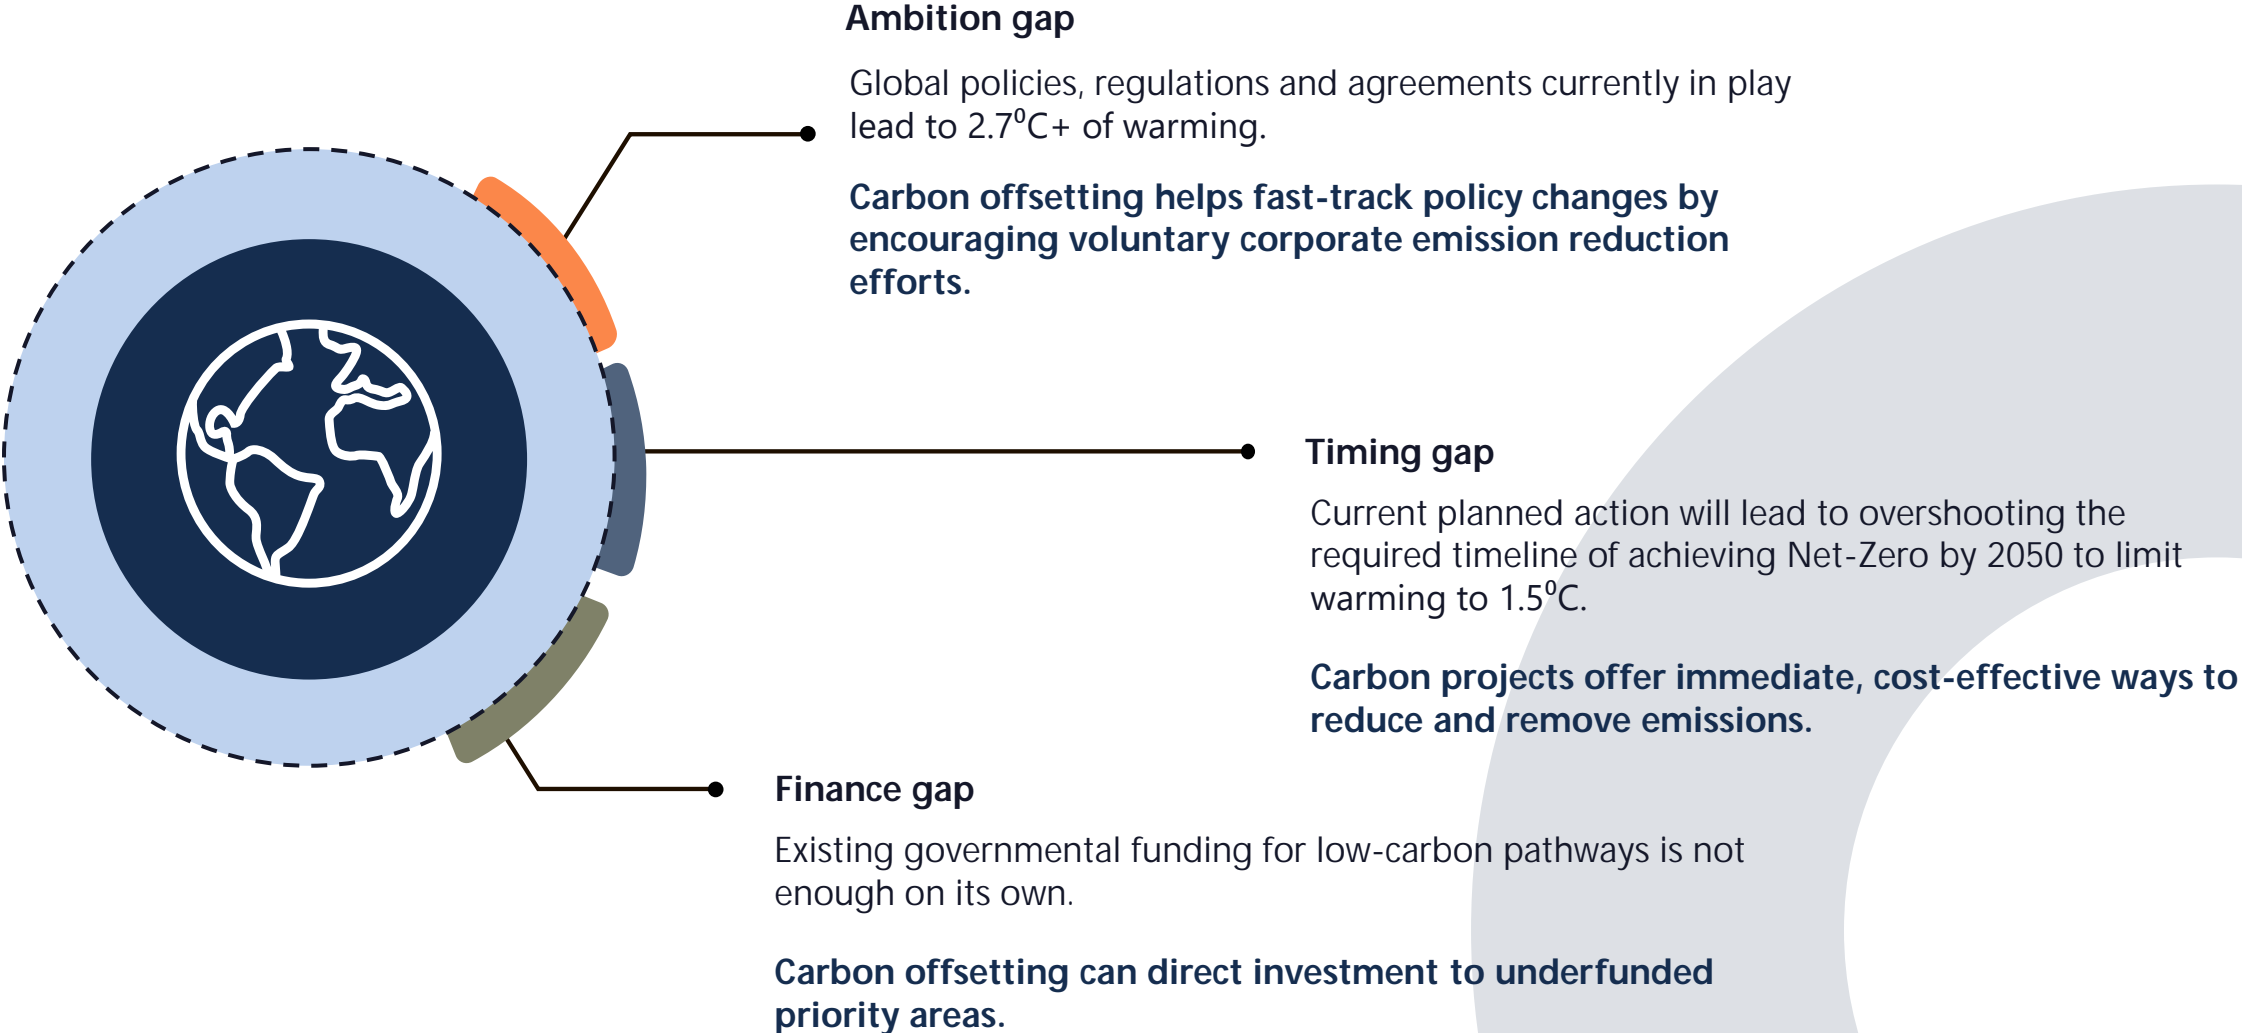 Ambition gap
Global policies, regulations and agreements currently in play
lead to 2.7⁰C+ of warming.
Carbon offsetting helps fast-track policy changes by
encouraging voluntary corporate emission reduction
efforts.
Timing gap
Current planned action will lead to overshooting the
required timeline of achieving Net-Zero by 2050 to limit
warming to 1.5⁰C.
Carbon projects offer immediate, cost-effective ways to
reduce and remove emissions.
Finance gap
Existing governmental funding for low-carbon pathways is not
enough on its own.
Carbon offsetting can direct investment to underfunded
priority areas.